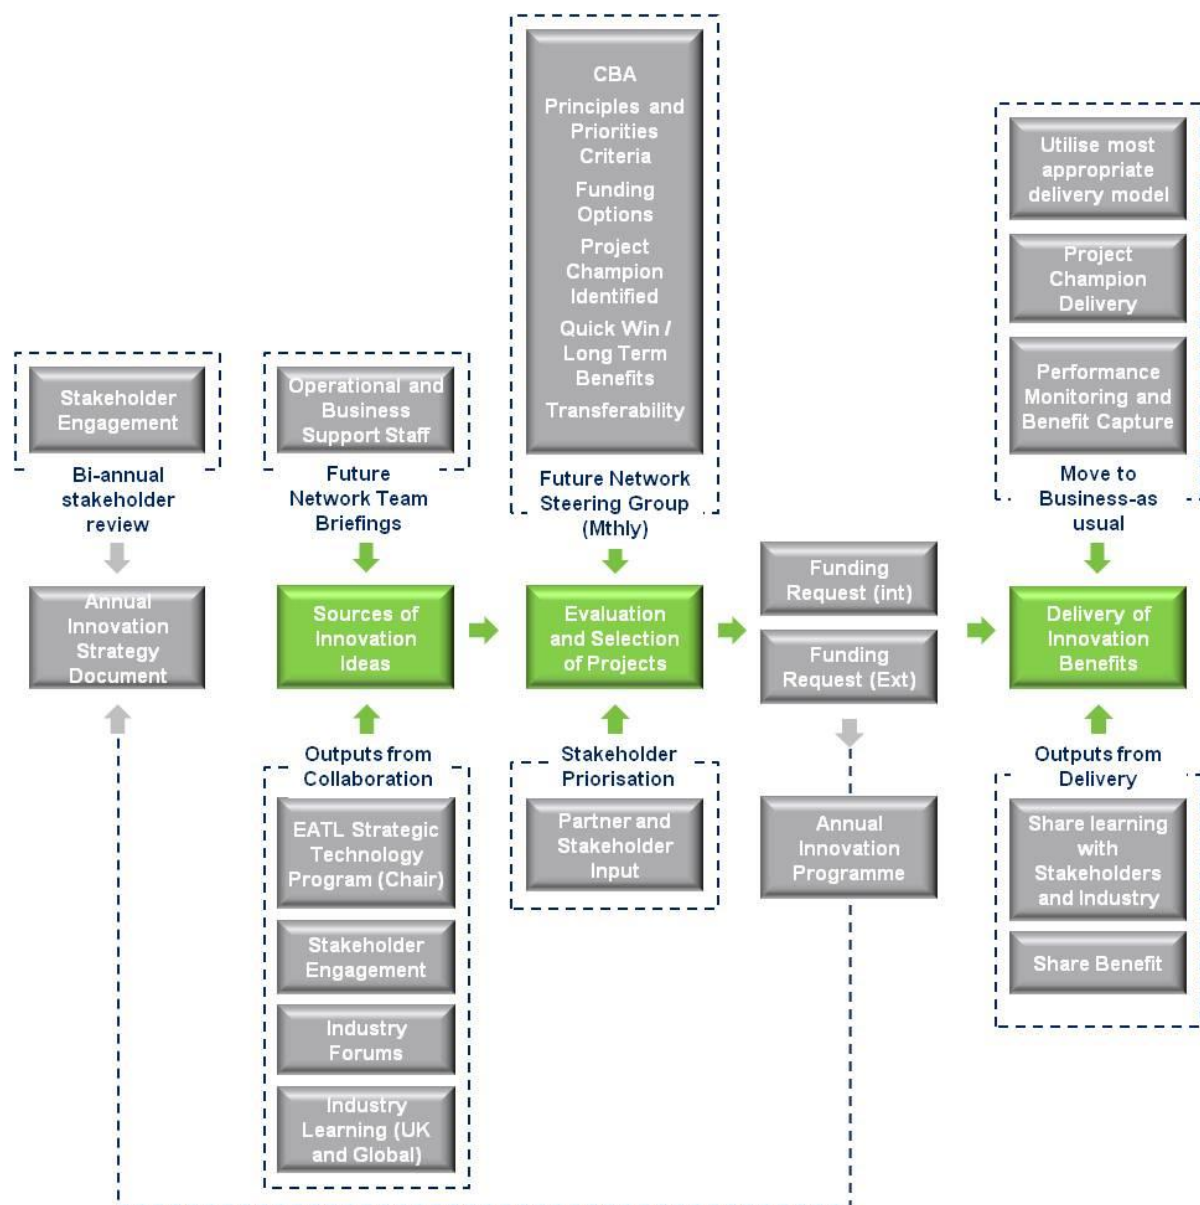 CBA
Principles and
Priorities
Criteria
Funding
Options
Project
Champion
Identified
Quick Win /
Long Term
Benefits
Transferability
Future Network
Steering Group
(Mthly)
Utilise most
appropriate
delivery model
Project
Champion
Delivery
Performance
Monitoring and
Benefit Capture
Move to
Business-as
usual
Stakeholder
Engagement
Bi-annual
stakeholder
review
Operational and
Business
Support Staff
Future
Network Team
Briefings
Annual
Innovation
Strategy
Document
Sources of
Innovation
Ideas
Evaluation
and Selection
of Projects
Funding
Request (int)
Funding
Request (Ext)
Delivery of
Innovation
Benefits
Outputs from
Collaboration
EATL Strategic
Technology
Program (Chair)
Stakeholder
Engagement
Industry
Forums
Industry
Learning (UK
and Global)
Stakeholder
Priorisation
Partner and
Stakeholder
Input
Annual
Innovation
Programme
Outputs from
Delivery
Share learning
with
Stakeholders
and Industry
Share Benefit